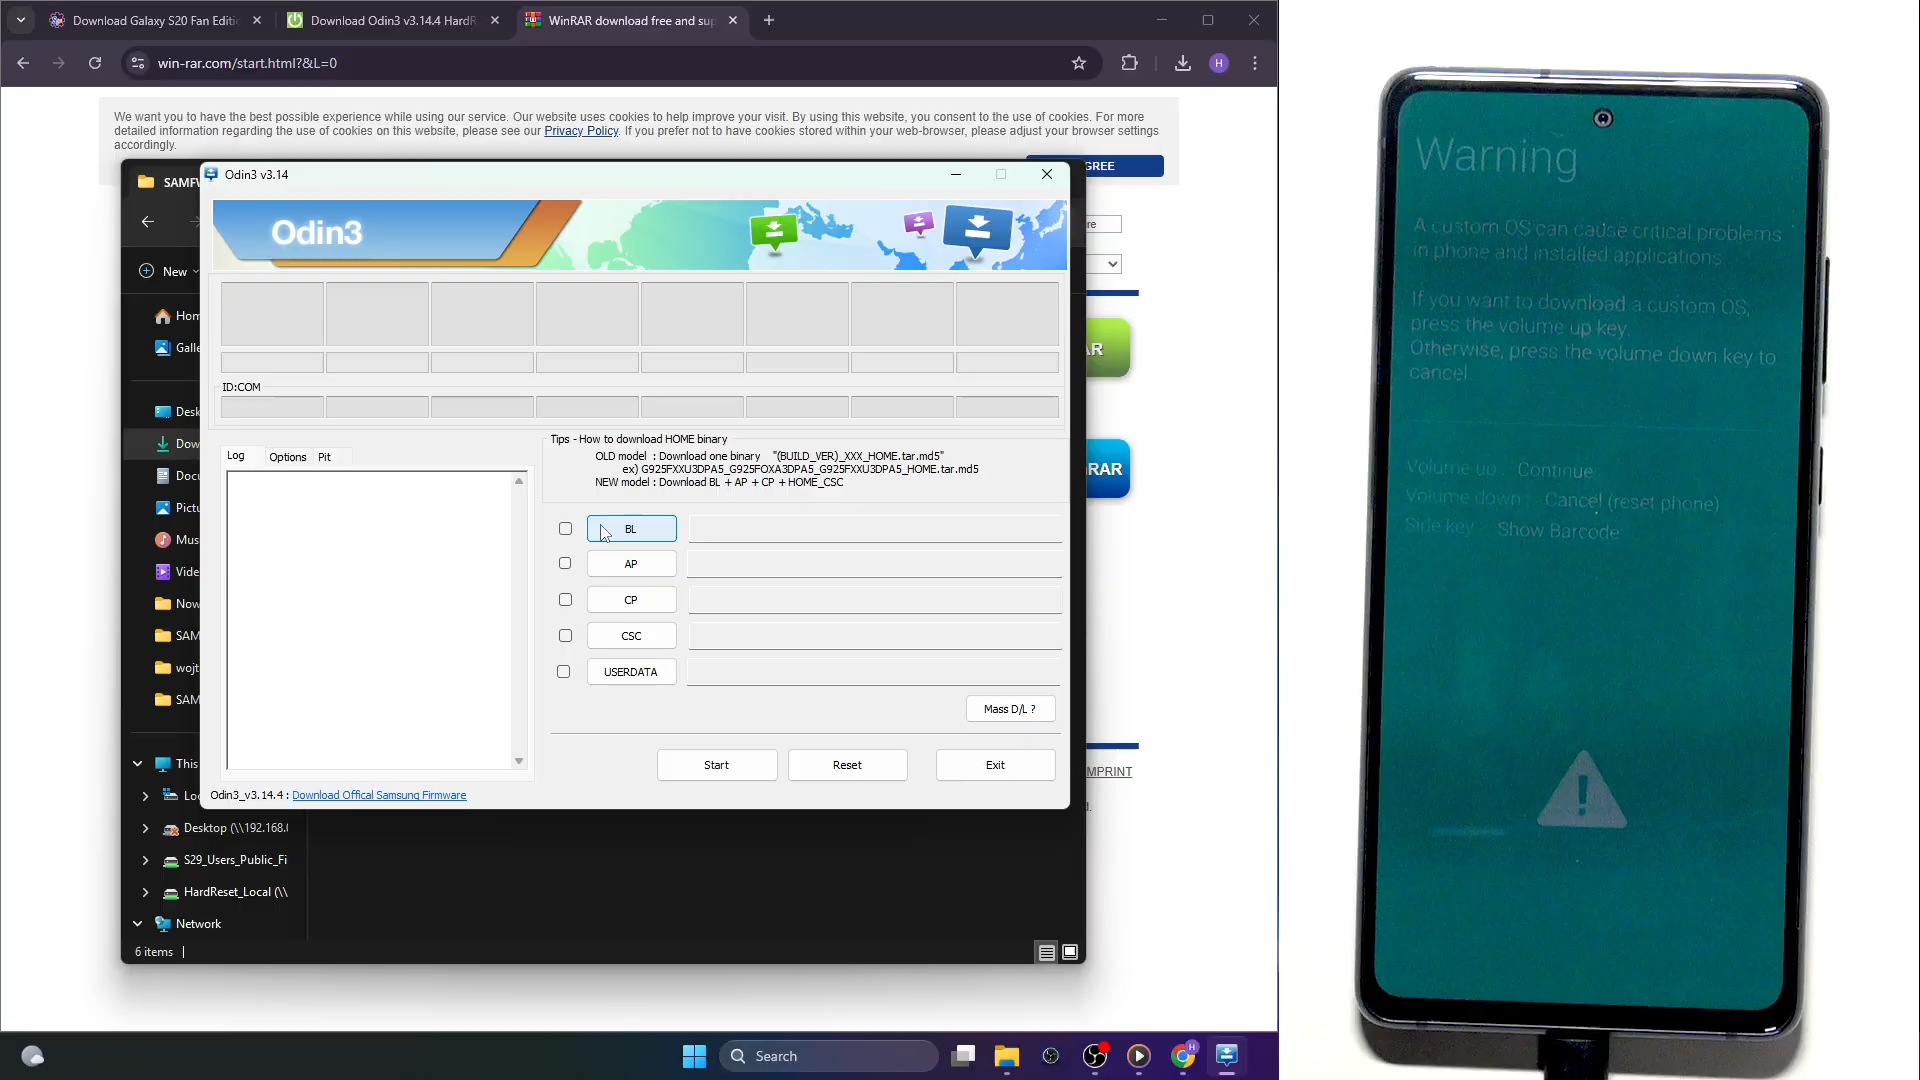 Download Galaxy S20 Fan Editi
Download Odin3 v3.14.4 HardR
WinRAR download free and sup
win-rar.com/start.html?&L=0
H
We want you to have the best possible experience while using our service. Our website uses cookies to help improve your visit. By using this website, you consent to the use of cookies. For more
detailed information regarding the use of cookies on this website, please see our Privacy Policy. If you prefer not to have cookies stored within your web-browser, please adjust your browser settings
accordingly.
GREE
SAMFW
Odin3 v3.14
Odin3
New
ID:COM
Log
Options
Pit
Tips - How to download HOME binary
OLD model : Download one binary "(BUILD_VER)_XXX_HOME.tar.md5"
ex) G925FXXU3DPA5_G925FOXA3DPA5_G925FXXU3DPA5_HOME.tar.md5
NEW model : Download BL + AP + CP + HOME_CSC
BL
AP
CP
CSC
USERDATA
Mass D/L ?
Start
Reset
Exit
Odin3_v3.14.4 : Download Offical Samsung Firmware
Hom
Galle
Desk
Dow
Docu
Pictu
Mus
Vide
Now
SAM
wojt
SAM
This
Loc
Desktop (\\192.168.(
S29_Users_Public_Fi
HardReset_Local (\\
Network
6 items
re
AR
RAR
MPRINT
d.
Search
H
Warning
A custom OS can cause critical problems
in phone and installed applications.
If you want to download a custom OS,
press the volume up key.
Otherwise, press the volume down key to
cancel.
Volume up : Continue
Volume down : Cancel (reset phone)
Side key : Show Barcode